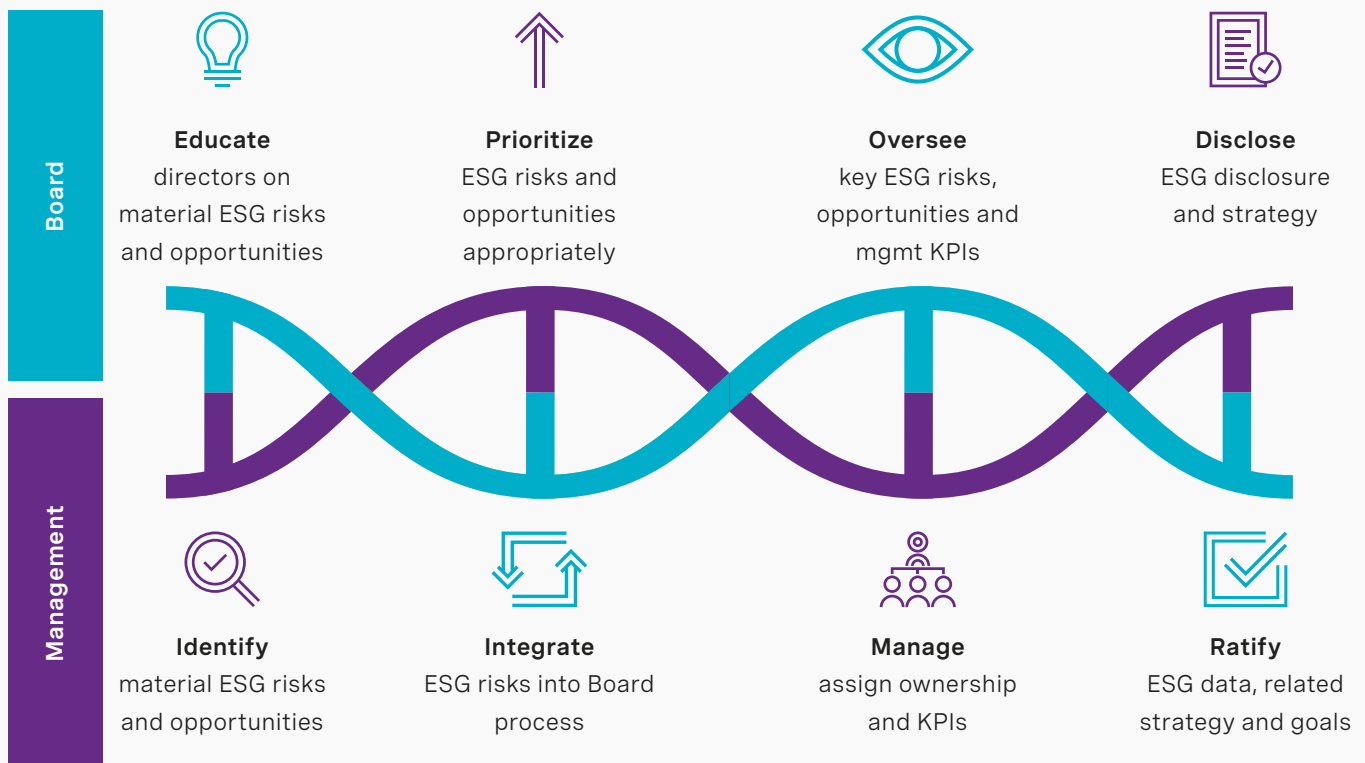 Board
Educate
directors on
material ESG risks
and opportunities
Prioritize
ESG risks and
opportunities
appropriately
Oversee
key ESG risks,
opportunities and
mgmt KPIs
Disclose
ESG disclosure
and strategy
Management
Identify
material ESG risks
and opportunities
Integrate
ESG risks into Board
process
Manage
assign ownership
and KPIs
Ratify
ESG data, related
strategy and goals